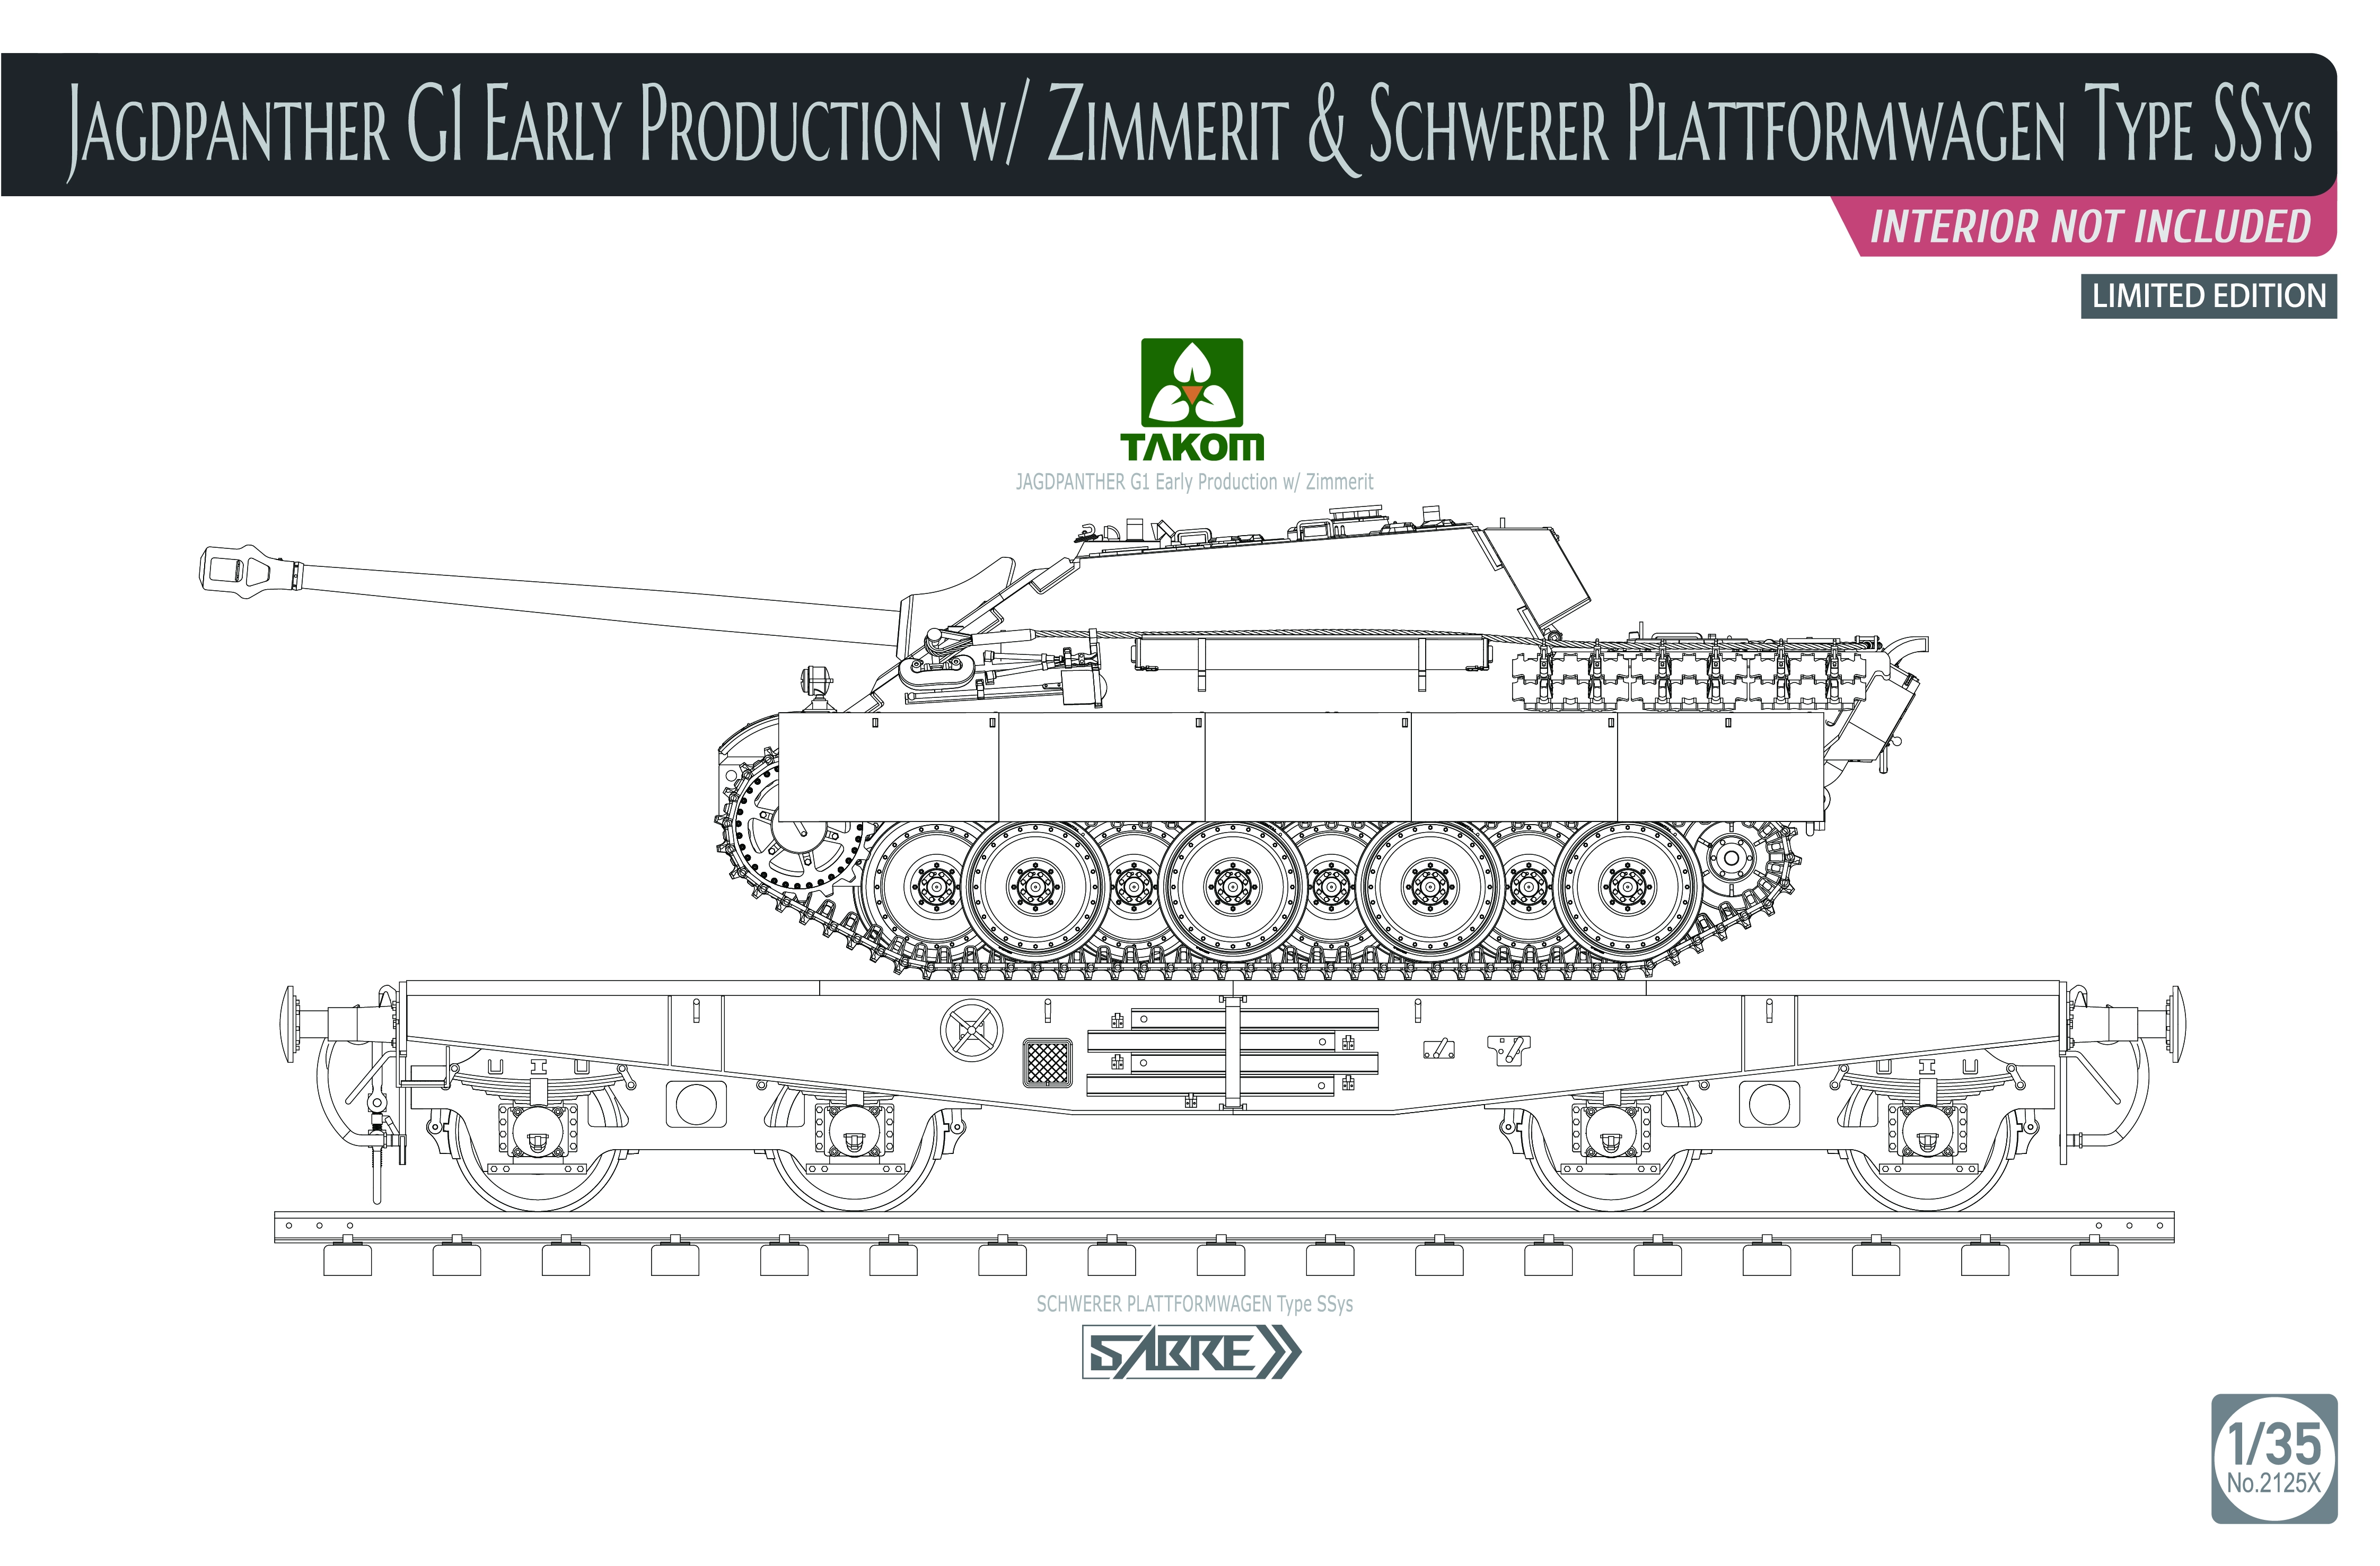 JAGDPANTHER G1 EARLY PRODUCTION W/ ZIMMERIT & SCHWERER PLATTFORMWAGEN TYPE SSYS
INTERIOR NOT INCLUDED
LIMITED EDITION
TAKOM
JAGDPANTHER G1 Early Production w/ Zimmerit
SCHWERER PLATTFORMWAGEN Type SSys
SABRE
1/35
No.2125X